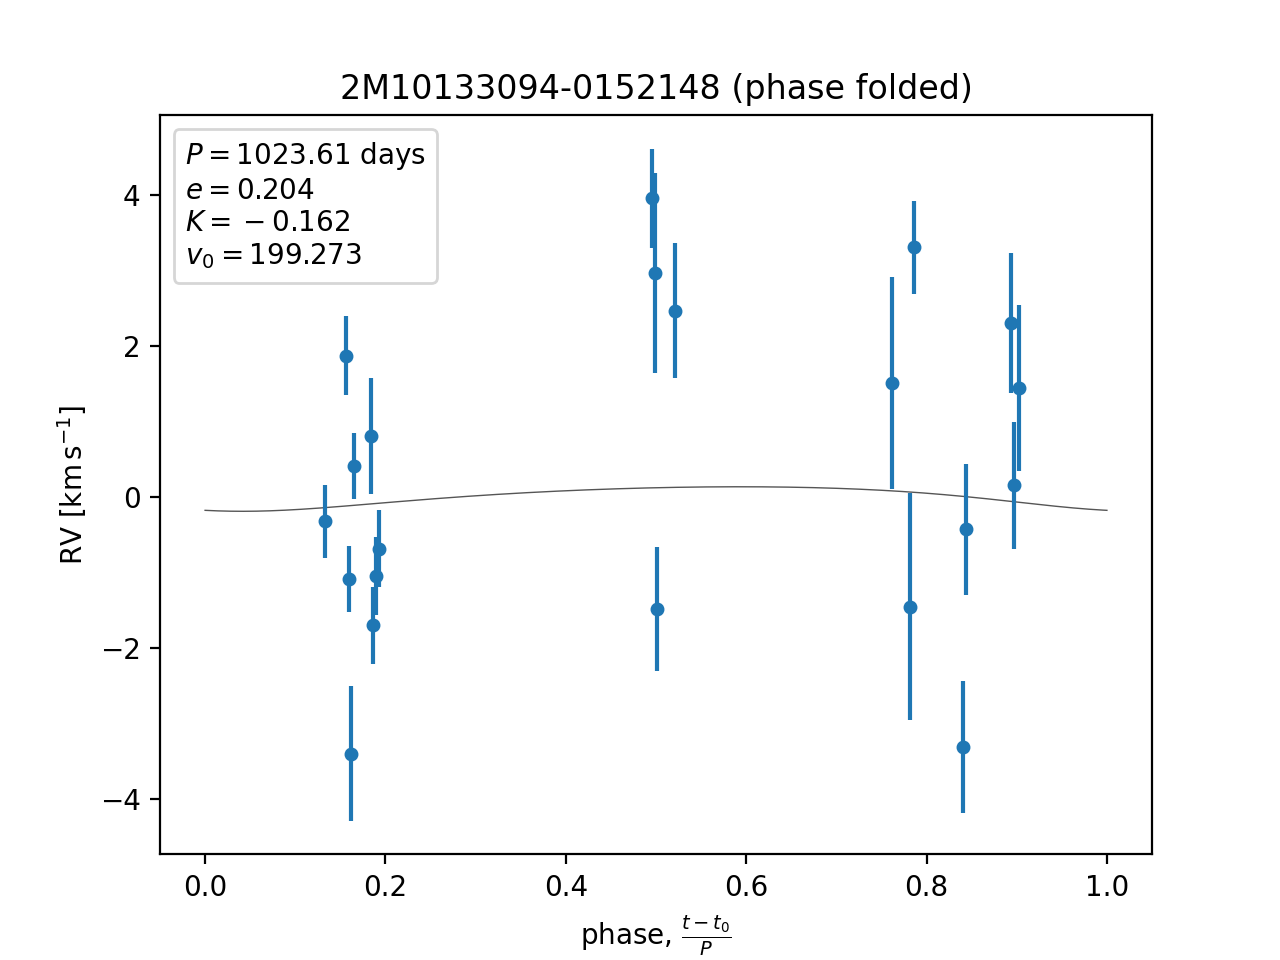 2M10133094-0152148 (phase folded)
P = 1023.61 days
e = 0.204
K = −0.162
v₀ = 199.273
RV [km s⁻¹]
4
2
0
−2
−4
0.0 0.2 0.4 0.6 0.8 1.0
phase, (t − t₀)/P